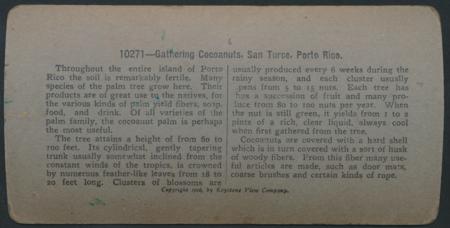 10271—Gathering Cocoanuts, San Turce, Porto Rico.
Throughout the entire island of Porto
Rico the soil is remarkably fertile. Many
species of the palm tree grow here. Their
products are of great use to the natives, for
the various kinds of palm yield fibers, soap,
food, and drink. Of all varieties of the
palm family, the cocoanut palm is perhaps
the most useful.
The tree attains a height of from 80 to
100 feet. Its cylindrical, gently tapering
trunk usually somewhat inclined from the
constant winds of the tropics, is crowned
by numerous feather-like leaves from 18 to
20 feet long. Clusters of blossoms are
usually produced every 6 weeks during the
rainy season, and each cluster usually
from 5 to 15 nuts. Each tree has
a succession of fruit and many
from 80 to 100 nuts per year. When
the nut is still green, it yields from 1 to 2
pints of a rich, clear liquid, always cool
when first gathered from the tree.
Cocoanuts are covered with a hard shell
which is in turn covered with a sort of husk
of woody fibers. From this fiber many use-
ful articles are made, such as door mats,
coarse brushes and certain kinds of rope.
Copyright by Keystone View Company.